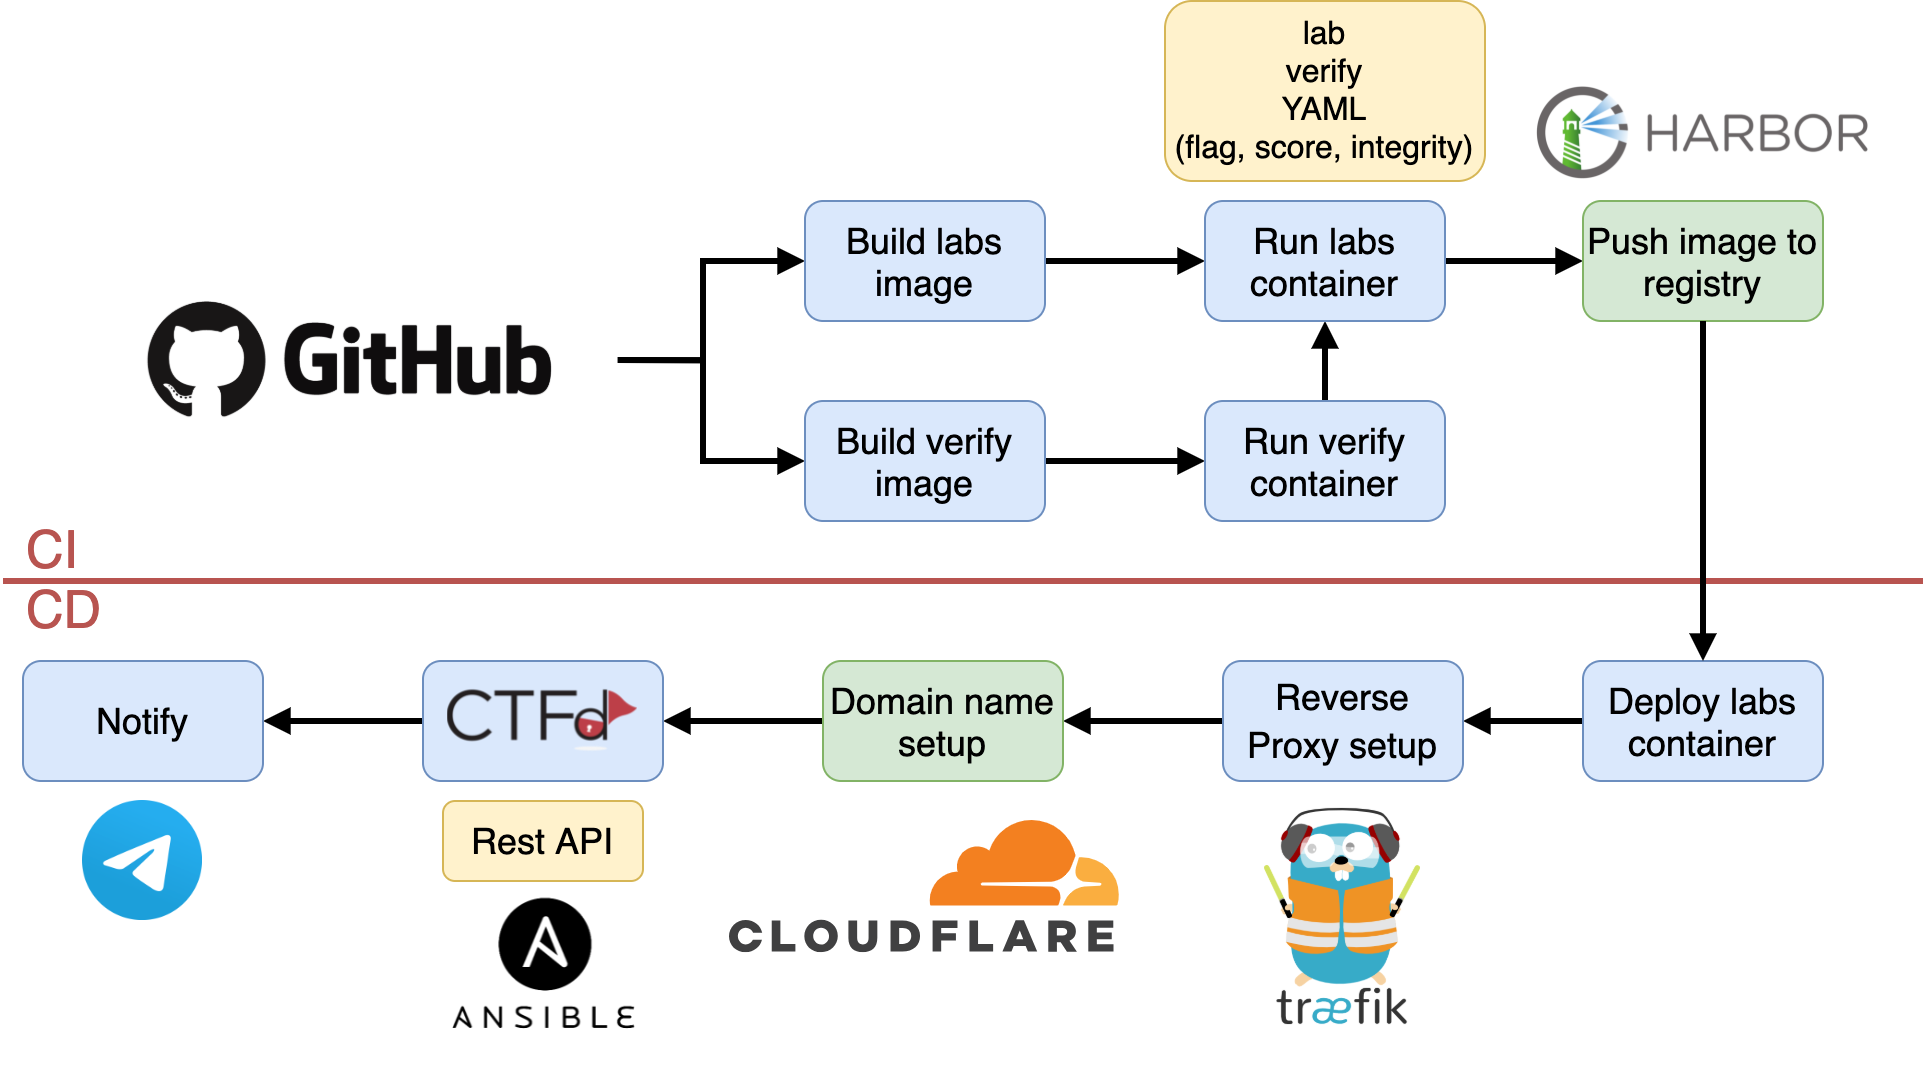 lab
verify
YAML
(flag, score, integrity)
HARBOR
Build labs
image
Run labs
container
Push image to
registry
GitHub
Build verify
image
Run verify
container
CI
CD
Notify
CTFd
Domain name
setup
Reverse
Proxy setup
Deploy labs
container
Rest API
ANSIBLE
CLOUDFLARE
træfik